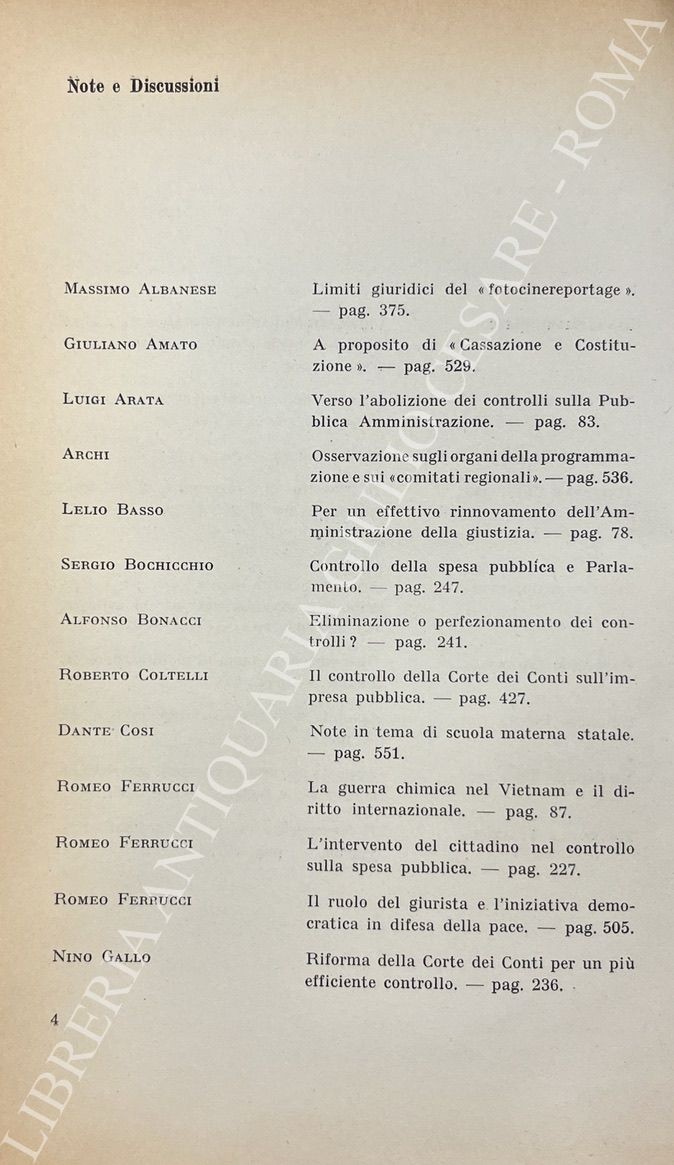 Note e Discussioni
MASSIMO ALBANESE Limiti giuridici del « fotocinereportage ».
— pag. 375.
GIULIANO AMATO A proposito di « Cassazione e Costitu-
zione ». — pag. 529.
LUIGI ARATA Verso l'abolizione dei controlli sulla Pub-
blica Amministrazione. — pag. 83.
ARCHI Osservazione sugli organi della programma-
zione e sui «comitati regionali». — pag. 536.
LELIO BASSO Per un effettivo rinnovamento dell'Am-
ministrazione della giustizia. — pag. 78.
SERGIO BOCHICCHIO Controllo della spesa pubblica e Parla-
mento. — pag. 247.
ALFONSO BONACCI Eliminazione o perfezionamento dei con-
trolli ? — pag. 241.
ROBERTO COLTELLI Il controllo della Corte dei Conti sull'im-
presa pubblica. — pag. 427.
DANTE COSI Note in tema di scuola materna statale.
— pag. 551.
ROMEO FERRUCCI La guerra chimica nel Vietnam e il di-
ritto internazionale. — pag. 87.
ROMEO FERRUCCI L'intervento del cittadino nel controllo
sulla spesa pubblica. — pag. 227.
ROMEO FERRUCCI Il ruolo del giurista e l'iniziativa demo-
cratica in difesa della pace. — pag. 505.
NINO GALLO Riforma della Corte dei Conti per un più
efficiente controllo. — pag. 236.
4
LIBRERIA ANTIQUARIA GIULIO CESARE - ROMA